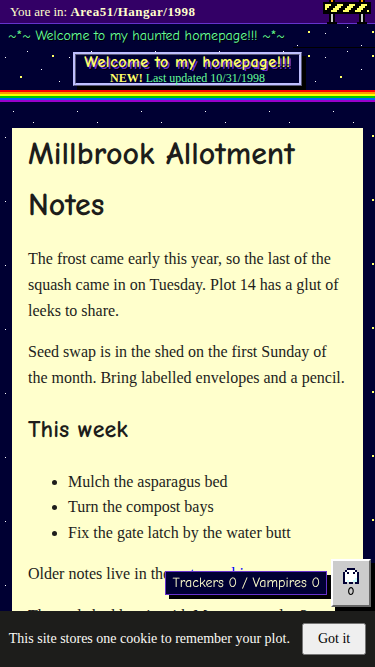 You are in: Area51/Hangar/1998
~*~ Welcome to my haunted homepage!!! ~*~
Welcome to my homepage!!!
NEW! Last updated 10/31/1998
Millbrook Allotment
Notes
The frost came early this year, so the last of the
squash came in on Tuesday. Plot 14 has a glut of
leeks to share.
Seed swap is in the shed on the first Sunday of
the month. Bring labelled envelopes and a pencil.
This week
Mulch the asparagus bed
Turn the compost bays
Fix the gate latch by the water butt
Older notes live in the
Trackers 0 / Vampires 0
0
This site stores one cookie to remember your plot.
Got it